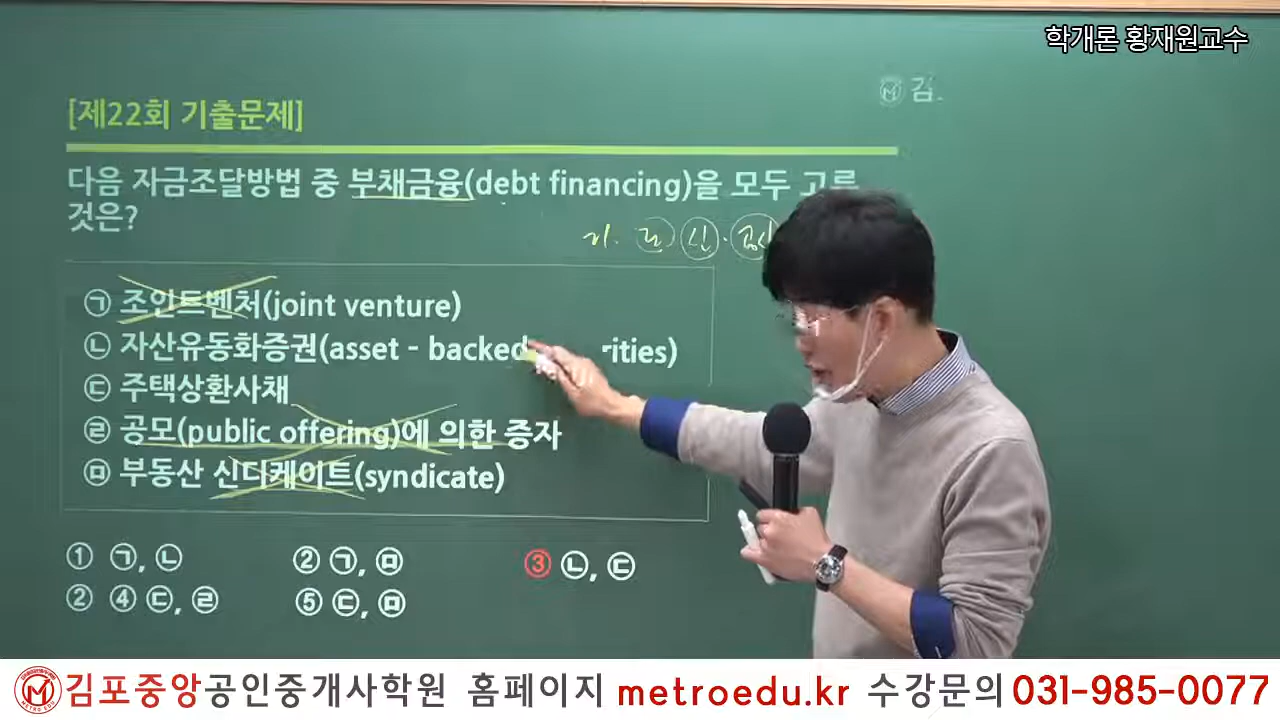 학개론 황재원교수
김.
[제22회 기출문제]
다음 자금조달방법 중 부채금융(debt financing)을 모두 고른
것은?
㉠ 조인트벤처(joint venture)
㉡ 자산유동화증권(asset - backed rities)
㉢ 주택상환사채
㉣ 공모(public offering)에 의한 증자
㉤ 부동산 신디케이트(syndicate)
① ㉠, ㉡ ② ㉠, ㉤ ③ ㉡, ㉢
② ④ ㉢, ㉣ ⑤ ㉢, ㉤
김포중앙공인중개사학원 홈페이지 metroedu.kr 수강문의 031-985-0077